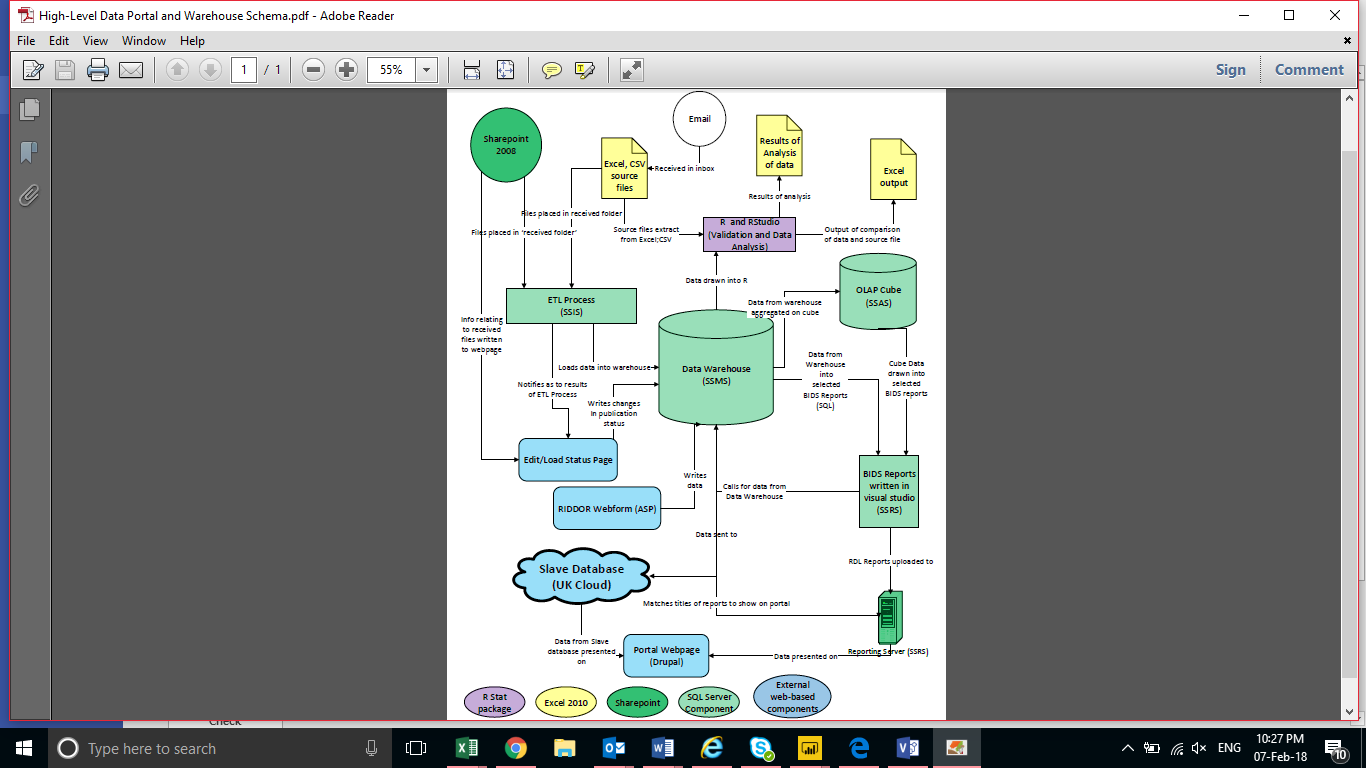 High-Level Data Portal and Warehouse Schema.pdf - Adobe Reader
File Edit View Window Help
1 / 1
55%
Sign
Comment
Email
Sharepoint
2008
Excel, CSV
source
files
Received in inbox
Results of
Analysis
of data
Excel
output
Results of analysis
Files placed in received folder
Files placed in 'received folder'
Source files extract
from Excel;CSV
R and RStudio
(Validation and Data
Analysis)
Output of comparison
of data and source file
Data drawn into R
OLAP Cube
(SSAS)
ETL Process
(SSIS)
Data from warehouse
aggregated on cube
Info relating
to received
files written
to webpage
Loads data into warehouse
Data Warehouse
(SSMS)
Data from
Warehouse
into
selected
BIDS Reports
(SQL)
Cube Data
drawn into
selected
BIDS reports
Notifies as to results
of ETL Process
Writes changes
in publication
status
Edit/Load Status Page
Writes
data
Calls for data from
Data Warehouse
BIDS Reports
written in
visual studio
(SSRS)
RIDDOR Webform (ASP)
Data sent to
Slave Database
(UK Cloud)
RDL Reports uploaded to
Matches titles of reports to show on portal
Data from Slave
database presented
on
Portal Webpage
(Drupal)
Data presented on
Reporting Server (SSRS)
R Stat
package
Excel 2010
Sharepoint
SQL Server
Component
External
web-based
components
Check
Type here to search
ENG
10:27 PM
07-Feb-18
10